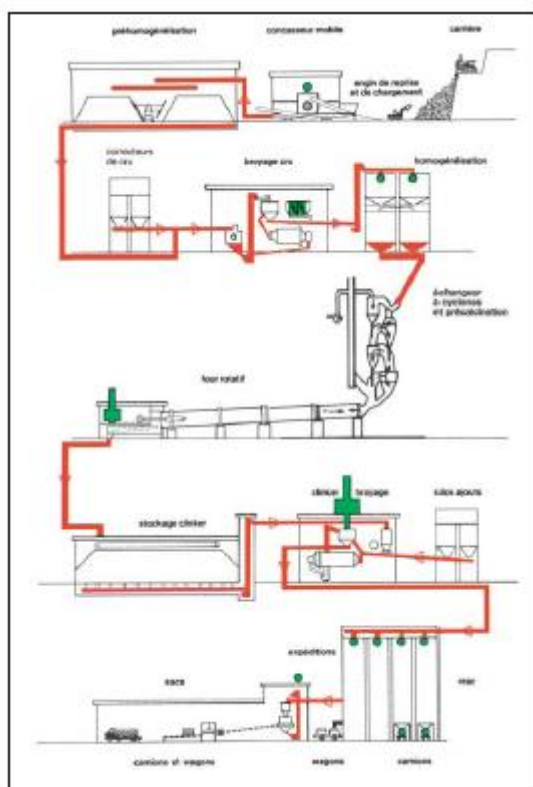 préhomogénéisation
concasseur mobile
carrière
engin de reprise
et de chargement
correcteurs
de cru
broyage cru
homogénéisation
échangeur
à cyclones
et précalcination
four rotatif
clinker broyage
silos ajouts
stockage clinker
expéditions
sacs
vrac
camions et wagons
wagons
camions